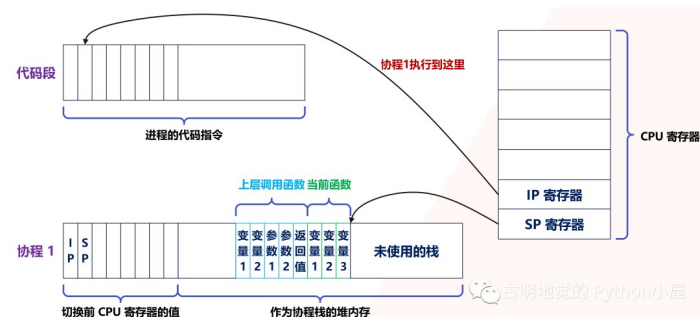 代码段
协程1执行到这里
进程的代码指令
CPU 寄存器
IP 寄存器
SP 寄存器
上层调用函数
当前函数
协程 1
IP
SP
变量1
变量2
参数1
参数2
返回值
变量1
变量2
变量3
未使用的栈
切换前 CPU 寄存器的值
作为协程栈的堆内存
古明地觉的 Python小屋